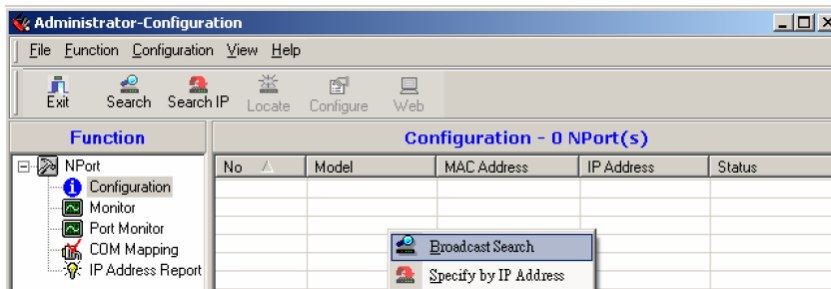 Administrator-Configuration
File Function Configuration View Help
Exit Search Search IP Locate Configure Web
Function
Configuration - 0 NPort(s)
No Model MAC Address IP Address Status
NPort
Configuration
Monitor
Port Monitor
COM Mapping
IP Address Report
Broadcast Search
Specify by IP Address